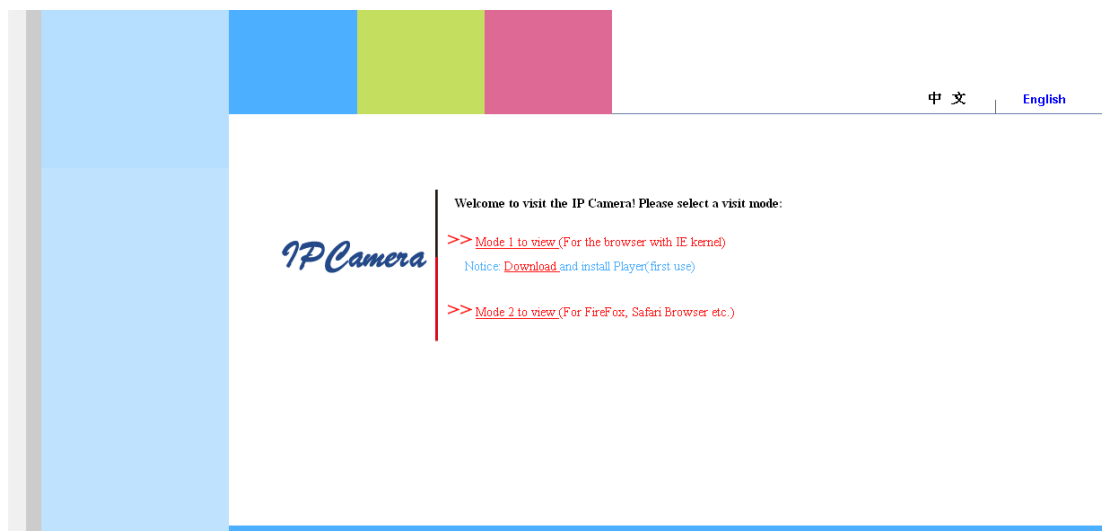 中 文
English
Welcome to visit the IP Camera! Please select a visit mode:
IPCamera
>> Mode 1 to view (For the browser with IE kernel)
Notice: Download and install Player(first use)
>> Mode 2 to view (For FireFox, Safari Browser etc.)